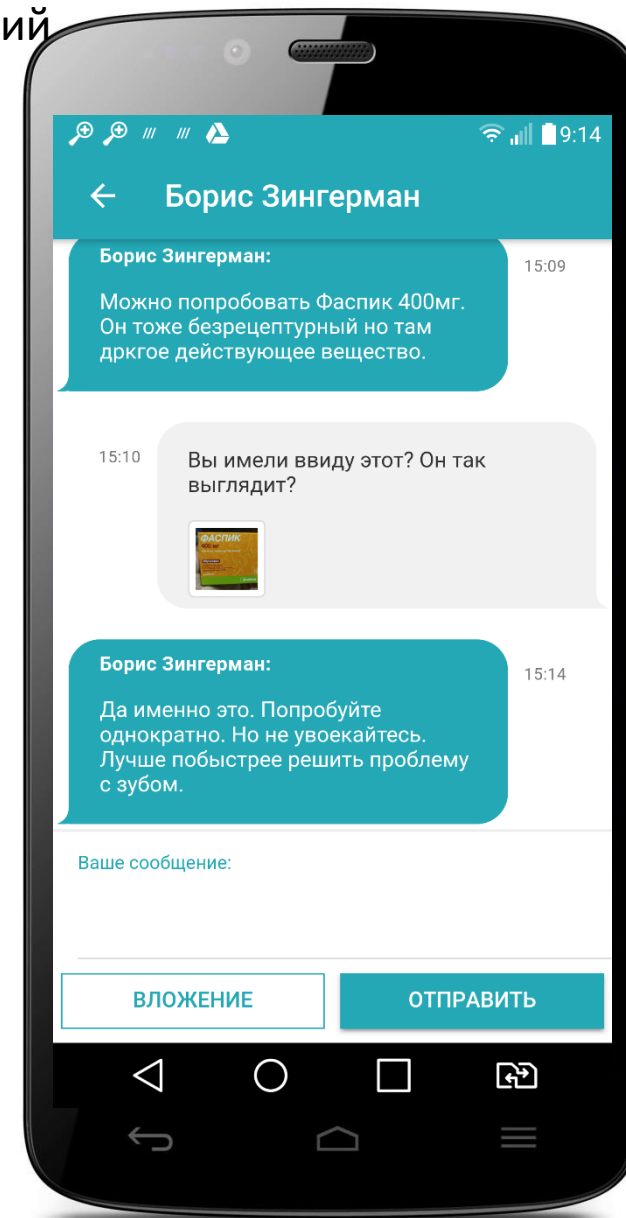 ий
9:14
Борис Зингерман
Борис Зингерман:
15:09
Можно попробовать Фаспик 400мг.
Он тоже безрецептурный но там
дркгое действующее вещество.
15:10
Вы имели ввиду этот? Он так
выглядит?
ФАСПИК
400 мг
Борис Зингерман:
15:14
Да именно это. Попробуйте
однократно. Но не увоекайтесь.
Лучше побыстрее решить проблему
с зубом.
Ваше сообщение:
ВЛОЖЕНИЕ
ОТПРАВИТЬ